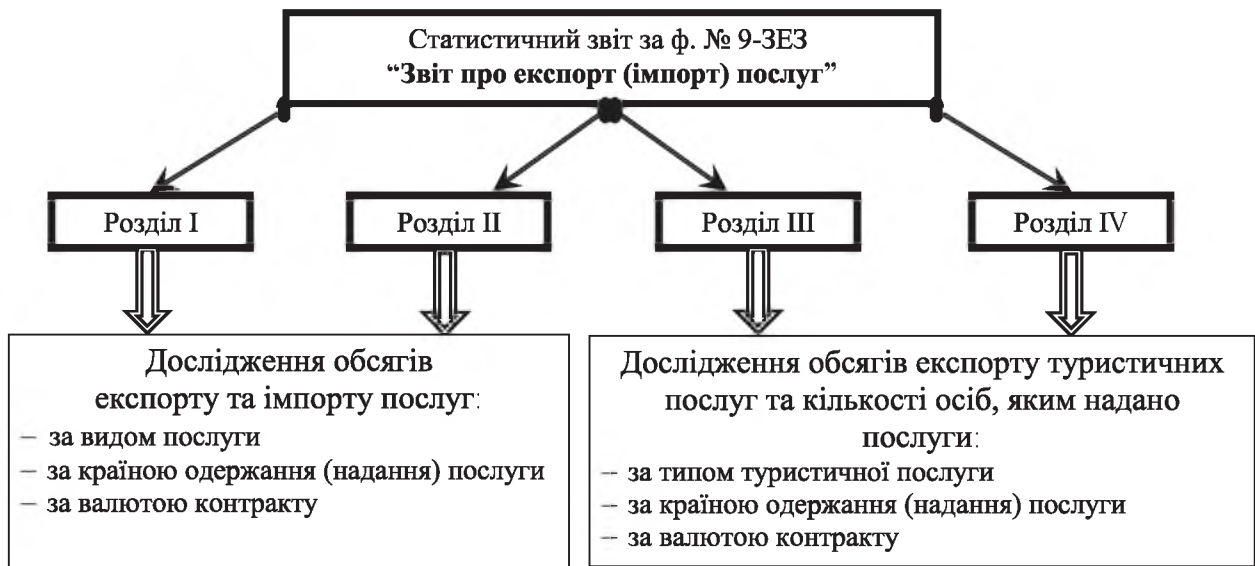 Статистичний звіт за ф. № 9-ЗЕЗ
“Звіт про експорт (імпорт) послуг”
Розділ I
Розділ II
Розділ III
Розділ IV
Дослідження обсягів
експорту та імпорту послуг:
– за видом послуги
– за країною одержання (надання) послуги
– за валютою контракту
Дослідження обсягів експорту туристичних
послуг та кількості осіб, яким надано
послуги:
– за типом туристичної послуги
– за країною одержання (надання) послуги
– за валютою контракту